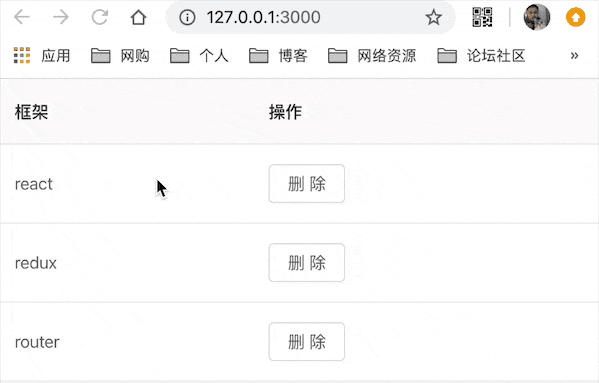 127.0.0.1:3000
应用 网购 个人 博客 网络资源 论坛社区 »
框架 操作
react 删 除
redux 删 除
router 删 除